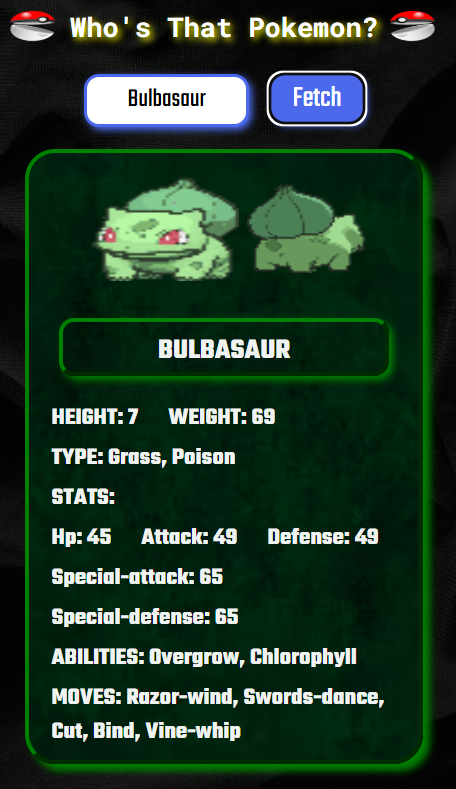 Who's That Pokemon?
Bulbasaur Fetch
BULBASAUR
HEIGHT: 7 WEIGHT: 69
TYPE: Grass, Poison
STATS:
Hp: 45 Attack: 49 Defense: 49
Special-attack: 65
Special-defense: 65
ABILITIES: Overgrow, Chlorophyll
MOVES: Razor-wind, Swords-dance,
Cut, Bind, Vine-whip